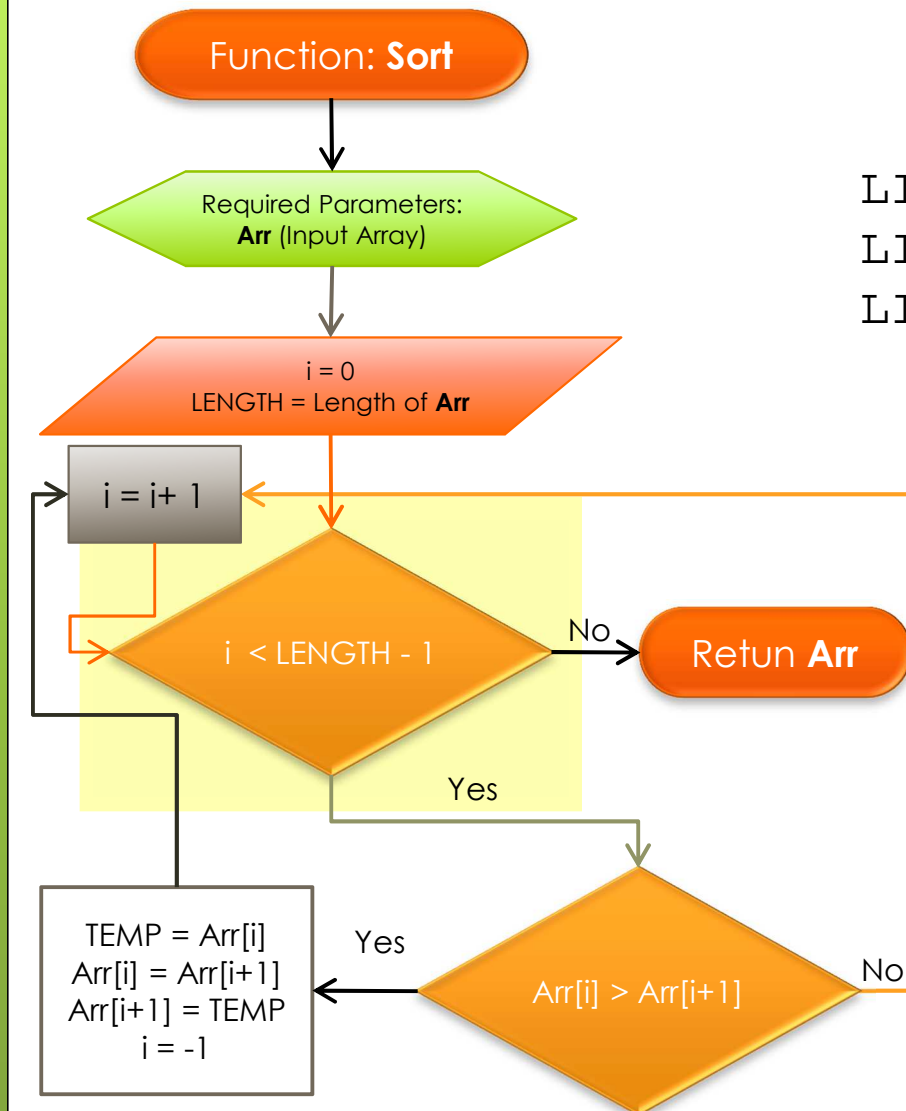 Function: Sort
Required Parameters:
Arr (Input Array)
i = 0
LENGTH = Length of Arr
i = i+ 1
i < LENGTH - 1
No
Retun Arr
Yes
Arr[i] > Arr[i+1]
No
Yes
TEMP = Arr[i]
Arr[i] = Arr[i+1]
Arr[i+1] = TEMP
i = -1